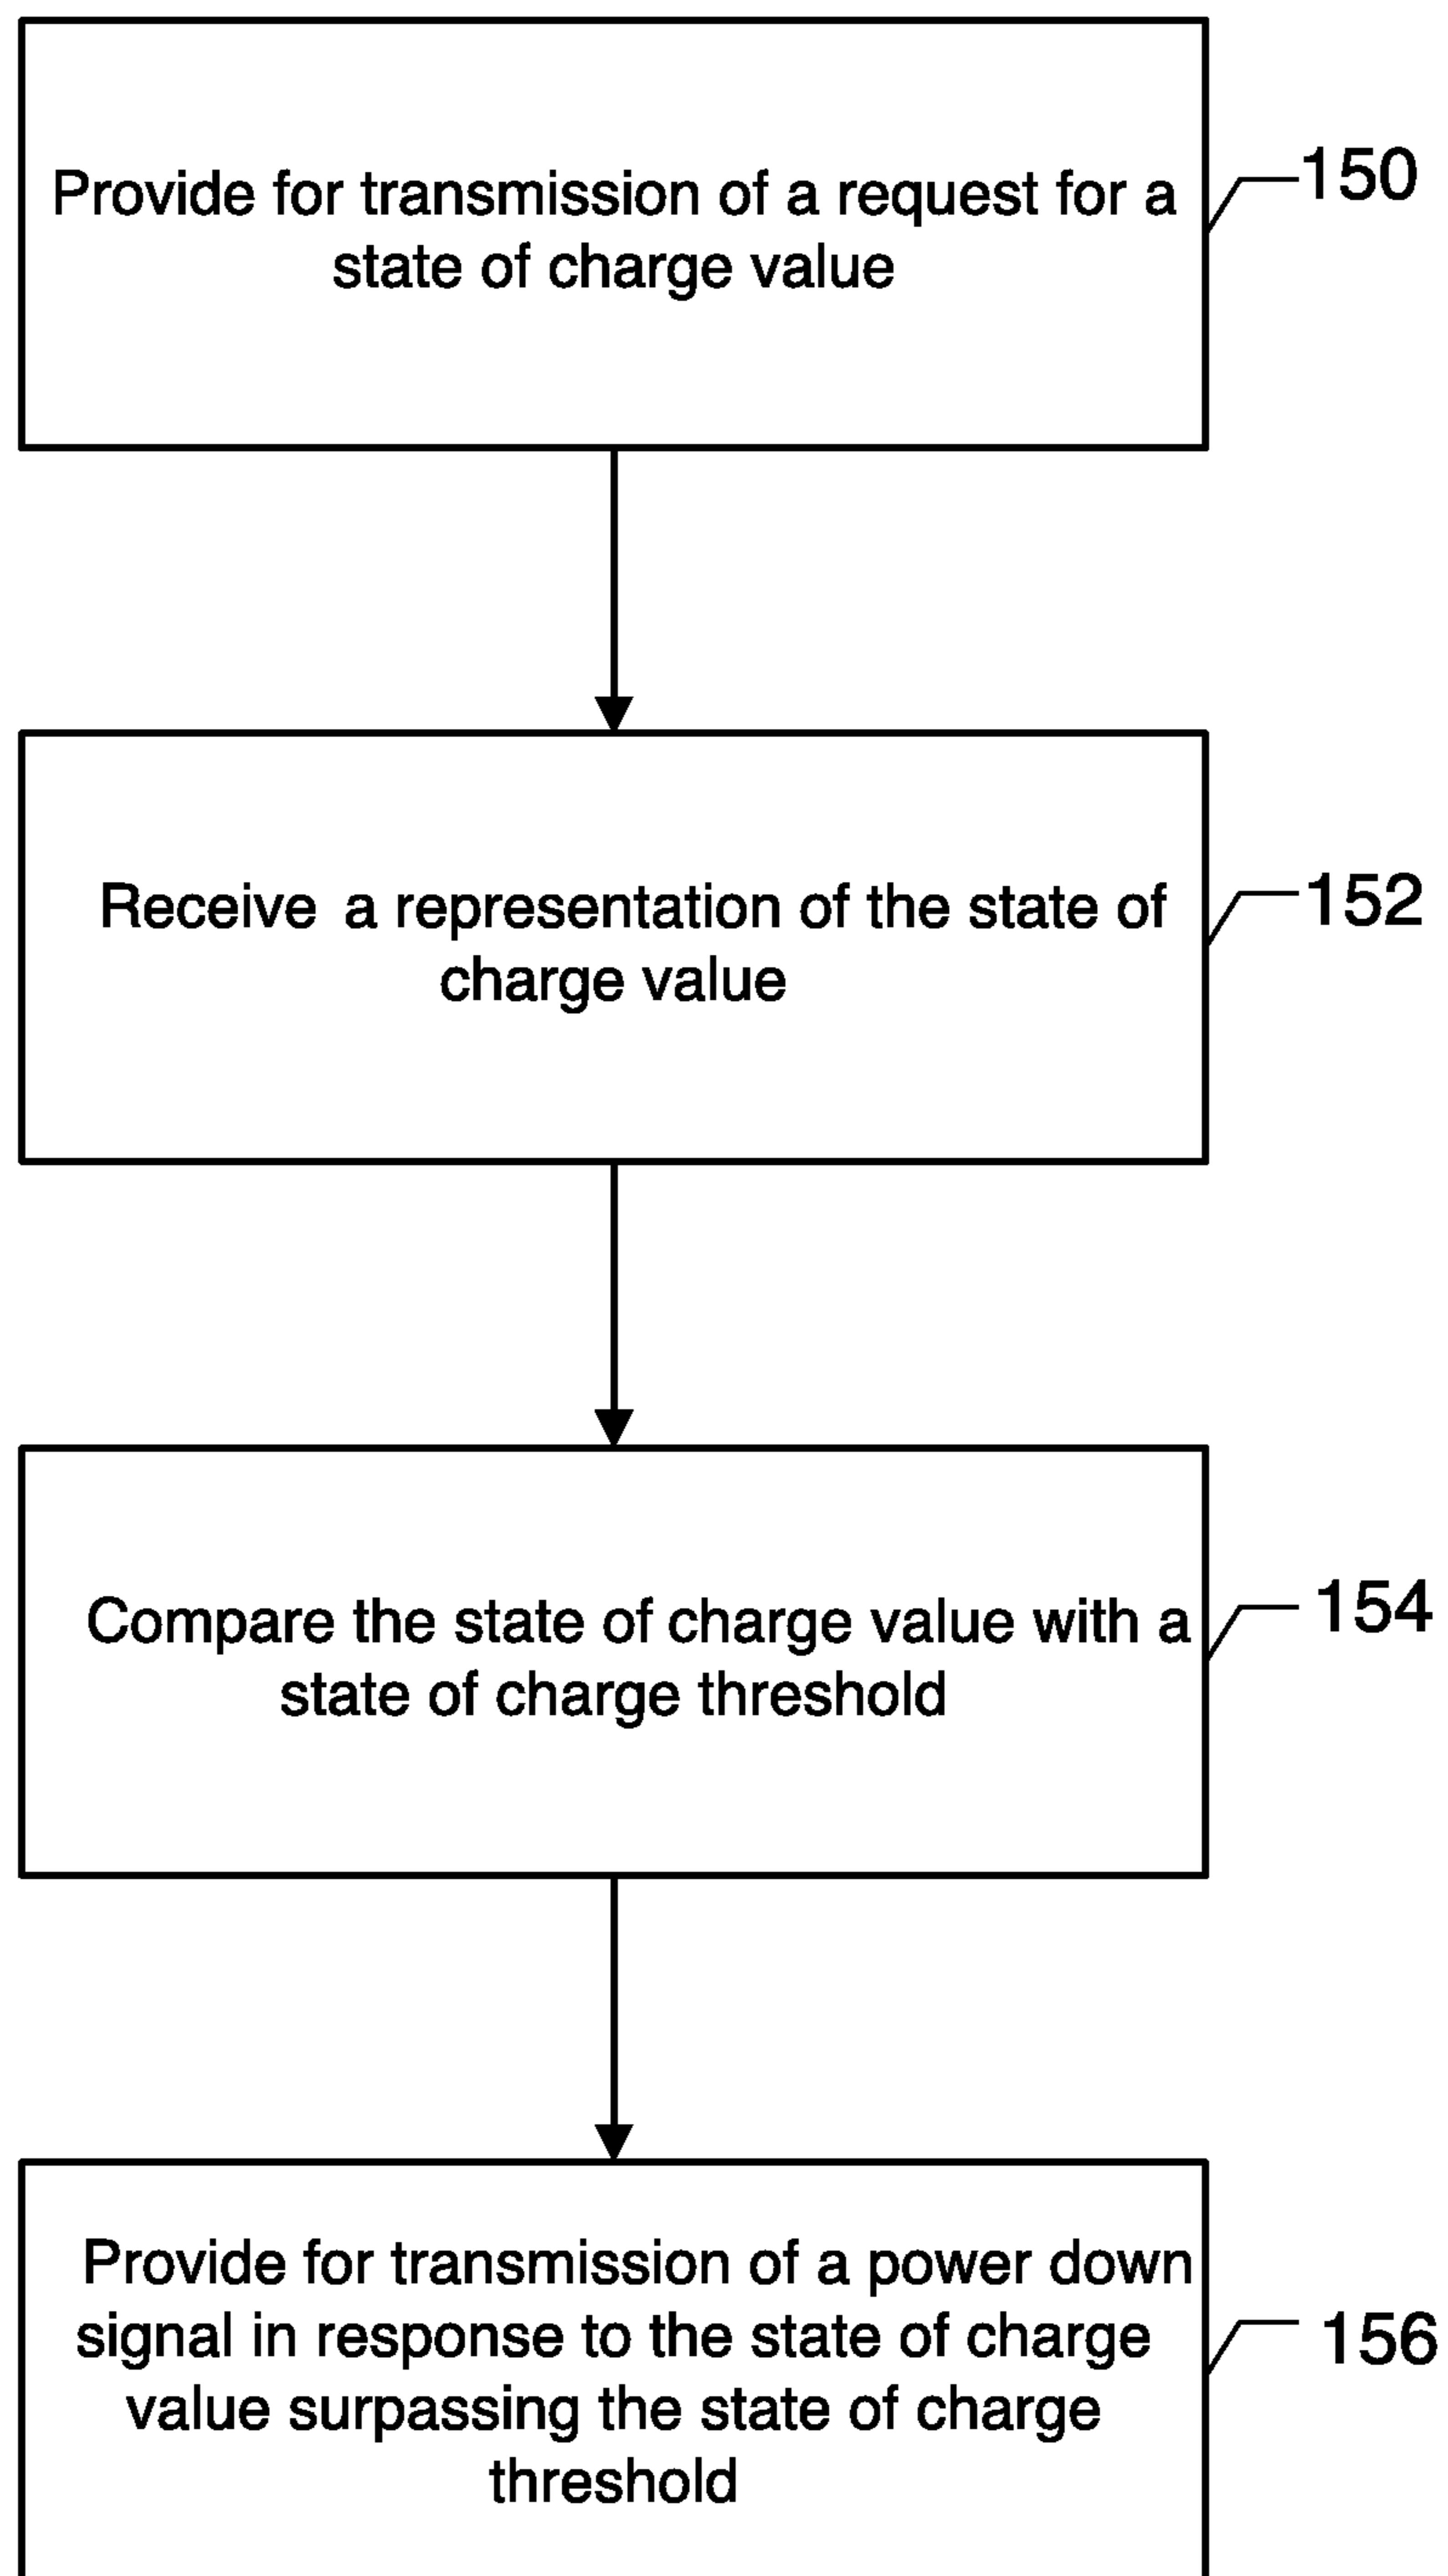 Provide for transmission of a request for a
state of charge value
150
Receive a representation of the state of
charge value
152
Compare the state of charge value with a
state of charge threshold
154
Provide for transmission of a power down
signal in response to the state of charge
value surpassing the state of charge
threshold
156